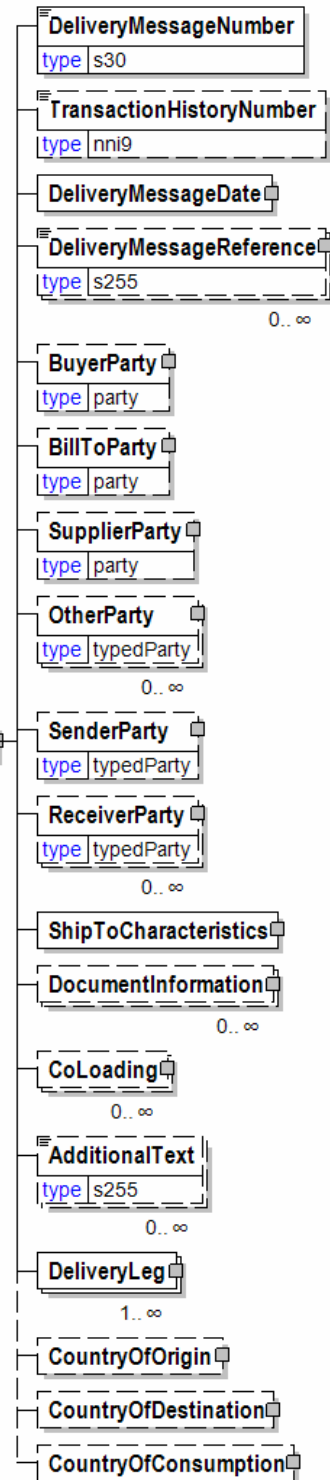 DeliveryMessageNumber
type s30
TransactionHistoryNumber
type nni9
DeliveryMessageDate
DeliveryMessageReference
type s255
0.. ∞
BuyerParty
type party
BillToParty
type party
SupplierParty
type party
OtherParty
type typedParty
0.. ∞
SenderParty
type typedParty
ReceiverParty
type typedParty
0.. ∞
ShipToCharacteristics
DocumentInformation
0.. ∞
CoLoading
0.. ∞
AdditionalText
type s255
0.. ∞
DeliveryLeg
1.. ∞
CountryOfOrigin
CountryOfDestination
CountryOfConsumption